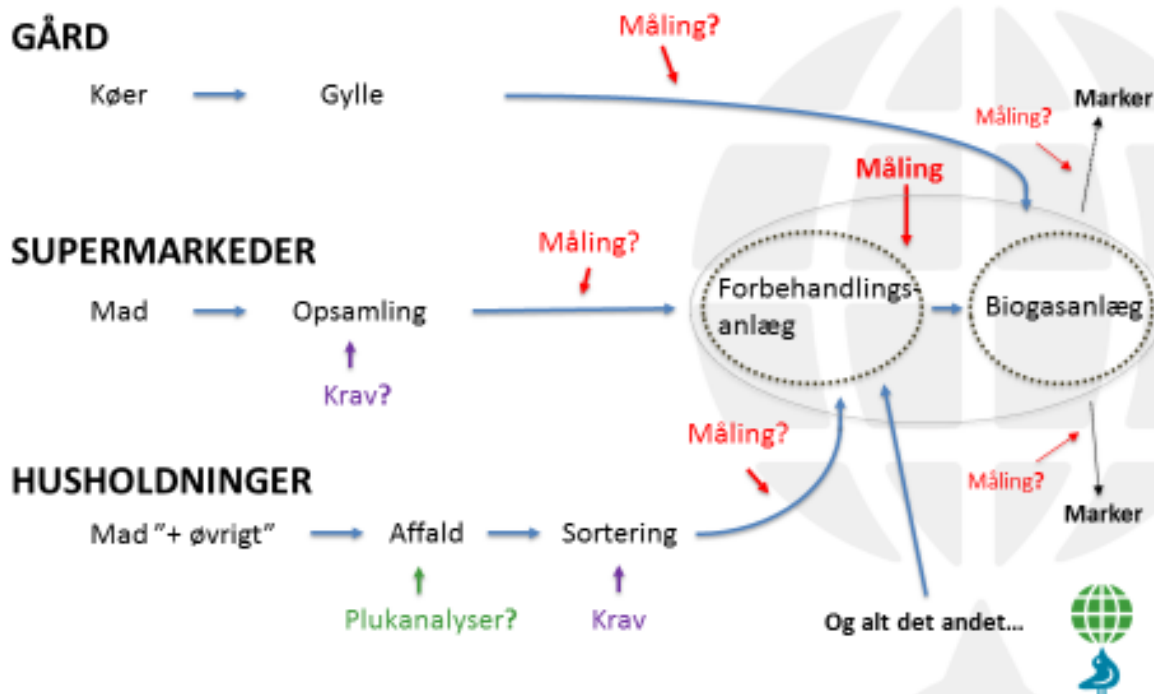 GÅRD
Måling?
Køer
Gylle
Marker
Måling?
Måling
SUPERMARKEDER
Måling?
Mad
Opsamling
Forbehandlings-
anlæg
Biogasanlæg
Krav?
Måling?
HUSHOLDNINGER
Måling?
Marker
Mad "+ øvrigt"
Affald
Sortering
Plukanalyser?
Krav
Og alt det andet...